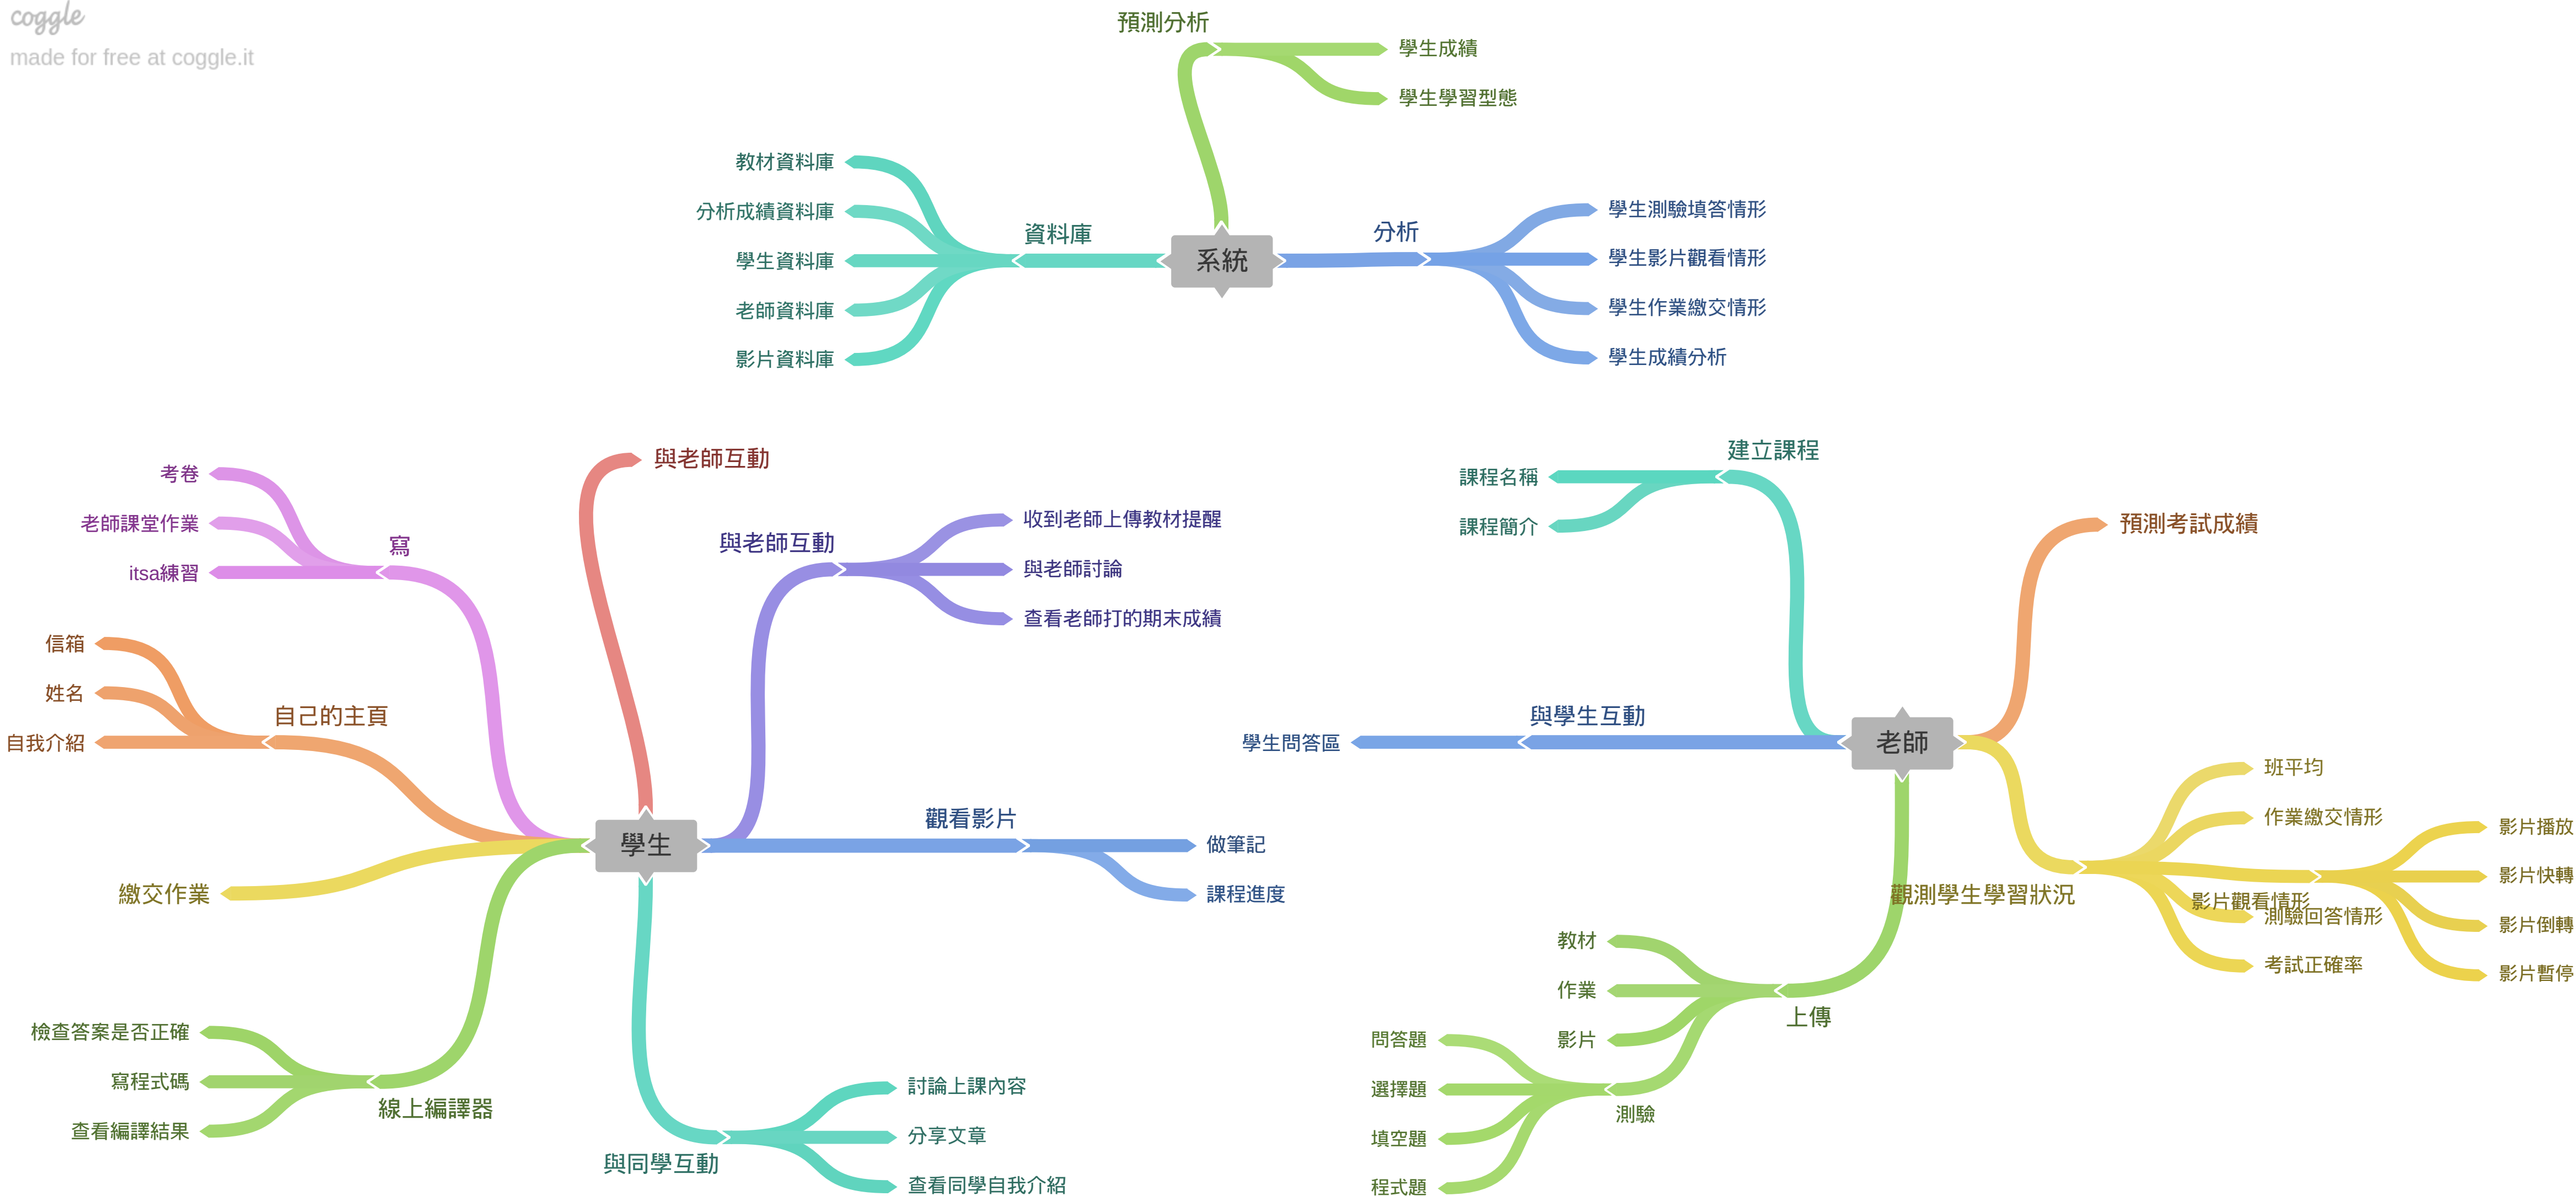 coggle
made for free at coggle.it
預測分析
學生成績
學生學習型態
教材資料庫
分析成績資料庫
學生資料庫
老師資料庫
影片資料庫
資料庫
系統
分析
學生測驗填答情形
學生影片觀看情形
學生作業繳交情形
學生成績分析
與老師互動
考卷
老師課堂作業
itsa練習
寫
與老師互動
收到老師上傳教材提醒
與老師討論
查看老師打的期末成績
信箱
姓名
自我介紹
自己的主頁
學生
觀看影片
做筆記
課程進度
繳交作業
檢查答案是否正確
寫程式碼
查看編譯結果
線上編譯器
與同學互動
討論上課內容
分享文章
查看同學自我介紹
建立課程
課程名稱
課程簡介
預測考試成績
與學生互動
學生問答區
老師
觀測學生學習狀況
班平均
作業繳交情形
影片觀看情形
測驗回答情形
考試正確率
影片播放
影片快轉
影片倒轉
影片暫停
教材
作業
影片
上傳
測驗
問答題
選擇題
填空題
程式題